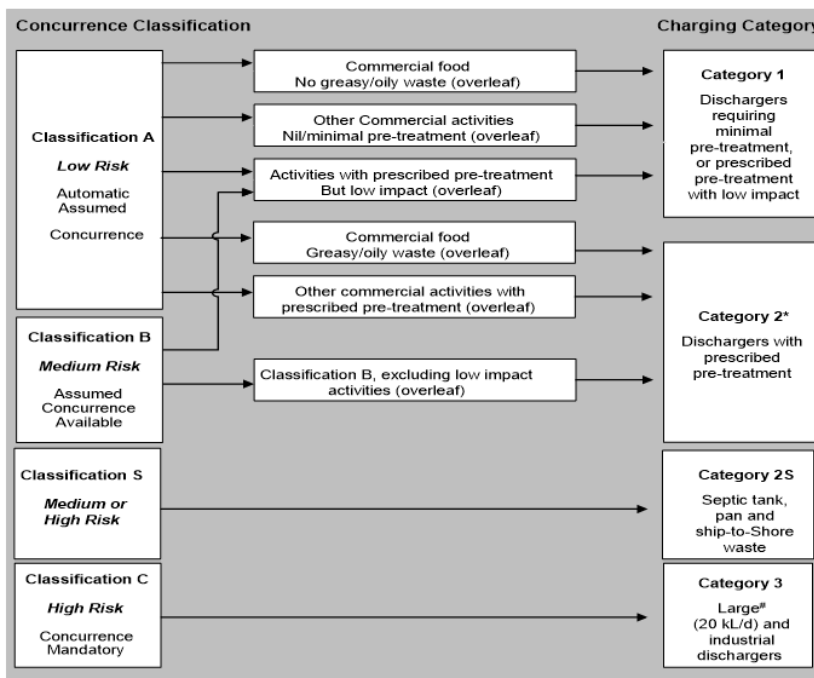 Concurrence Classification
Charging Category
Classification A
Low Risk
Automatic
Assumed
Concurrence
Commercial food
No greasy/oily waste (overleaf)
Other Commercial activities
Nil/minimal pre-treatment (overleaf)
Activities with prescribed pre-treatment
But low impact (overleaf)
Commercial food
Greasy/oily waste (overleaf)
Other commercial activities with
prescribed pre-treatment (overleaf)
Category 1
Dischargers
requiring
minimal
pre-treatment,
or prescribed
pre-treatment
with low impact
Classification B
Medium Risk
Assumed
Concurrence
Available
Classification B, excluding low impact
activities (overleaf)
Category 2*
Dischargers with
prescribed
pre-treatment
Classification S
Medium or
High Risk
Category 2S
Septic tank,
pan and
ship-to-Shore
waste
Classification C
High Risk
Concurrence
Mandatory
Category 3
Large#
(20 kL/d) and
industrial
dischargers